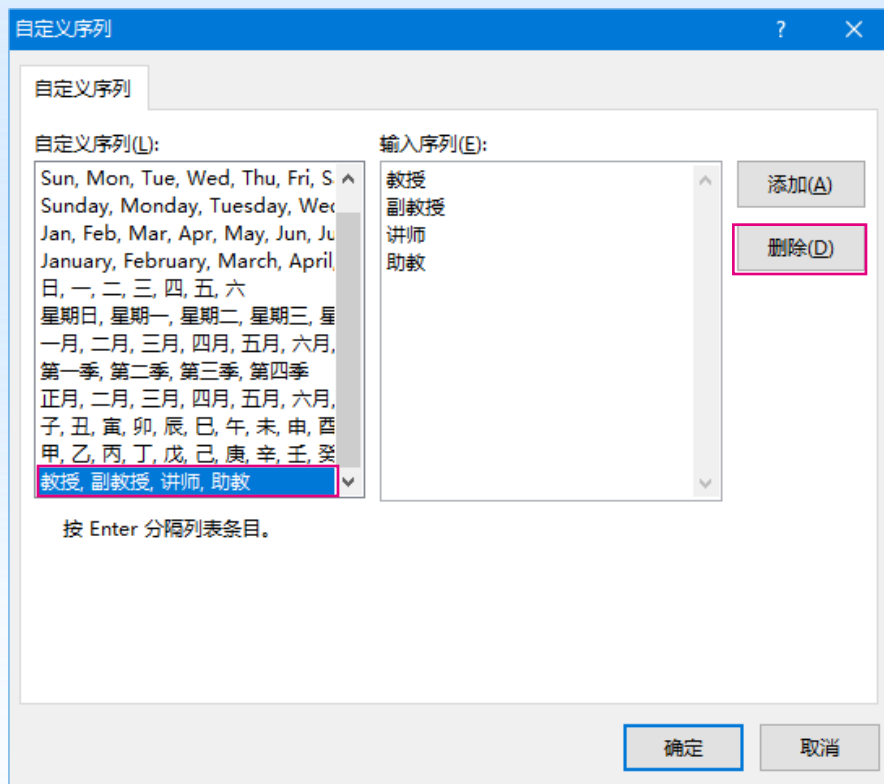 自定义序列
?
×
自定义序列
自定义序列(L):
输入序列(E):
Sun, Mon, Tue, Wed, Thu, Fri, S
Sunday, Monday, Tuesday, Wed
Jan, Feb, Mar, Apr, May, Jun, Ju
January, February, March, April,
日, 一, 二, 三, 四, 五, 六
星期日, 星期一, 星期二, 星期三, 星
一月, 二月, 三月, 四月, 五月, 六月,
第一季, 第二季, 第三季, 第四季
正月, 二月, 三月, 四月, 五月, 六月,
子, 丑, 寅, 卯, 辰, 巳, 午, 未, 申, 酉
甲, 乙, 丙, 丁, 戊, 己, 庚, 辛, 壬, 癸
教授, 副教授, 讲师, 助教
教授
副教授
讲师
助教
添加(A)
删除(D)
按 Enter 分隔列表条目。
确定
取消